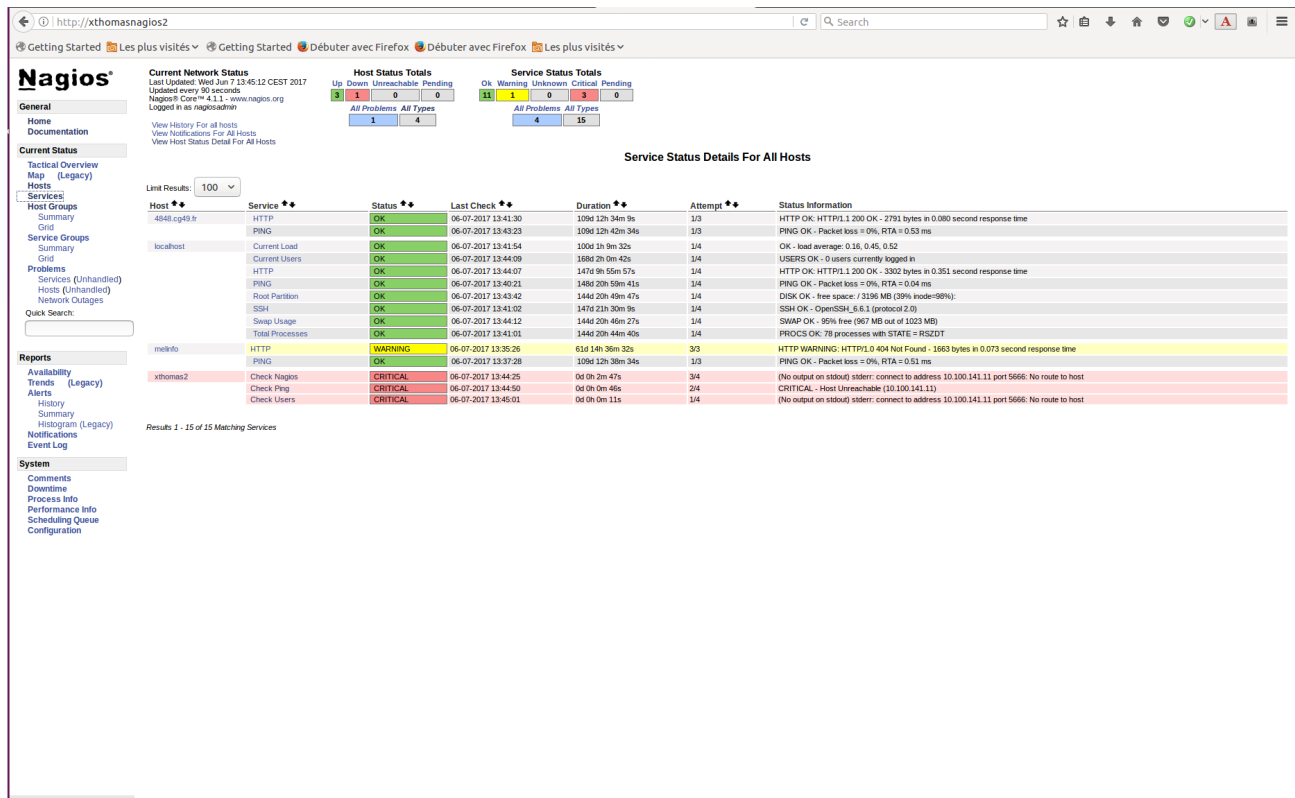 http://xthomasnagios2
Search
Getting Started Les plus visités Getting Started Débuter avec Firefox Débuter avec Firefox Les plus visités
Nagios®
General
Home
Documentation
Current Status
Tactical Overview
Map (Legacy)
Hosts
Services
Host Groups
Summary
Grid
Service Groups
Summary
Grid
Problems
Services (Unhandled)
Hosts (Unhandled)
Network Outages
Quick Search:
Reports
Availability
Trends (Legacy)
Alerts
History
Summary
Histogram (Legacy)
Notifications
Event Log
System
Comments
Downtime
Process Info
Performance Info
Scheduling Queue
Configuration
Current Network Status
Last Updated: Wed Jun 7 13:45:12 CEST 2017
Updated every 90 seconds
Nagios® Core™ 4.1.1 - www.nagios.org
Logged in as nagiosadmin
View History For all hosts
View Notifications For All Hosts
View Host Status Detail For All Hosts
Host Status Totals
Up Down Unreachable Pending
3 1 0 0
All Problems All Types
1 4
Service Status Totals
Ok Warning Unknown Critical Pending
11 1 0 3 0
All Problems All Types
4 15
Service Status Details For All Hosts
Limit Results: 100
Host Service Status Last Check Duration Attempt Status Information
4848.cg49.fr HTTP OK 06-07-2017 13:41:30 109d 12h 34m 9s 1/3 HTTP OK: HTTP/1.1 200 OK - 2791 bytes in 0.080 second response time
PING OK 06-07-2017 13:43:23 109d 12h 42m 34s 1/3 PING OK - Packet loss = 0%, RTA = 0.53 ms
localhost Current Load OK 06-07-2017 13:41:54 100d 1h 9m 32s 1/4 OK - load average: 0.16, 0.45, 0.52
Current Users OK 06-07-2017 13:44:09 168d 2h 0m 42s 1/4 USERS OK - 0 users currently logged in
HTTP OK 06-07-2017 13:44:07 147d 9h 55m 57s 1/4 HTTP OK: HTTP/1.1 200 OK - 3302 bytes in 0.351 second response time
PING OK 06-07-2017 13:40:21 148d 20h 59m 41s 1/4 PING OK - Packet loss = 0%, RTA = 0.04 ms
Root Partition OK 06-07-2017 13:43:42 144d 20h 49m 47s 1/4 DISK OK - free space: / 3196 MB (39% inode=98%):
SSH OK 06-07-2017 13:41:02 147d 21h 30m 9s 1/4 SSH OK - OpenSSH_6.6.1 (protocol 2.0)
Swap Usage OK 06-07-2017 13:44:12 144d 20h 46m 27s 1/4 SWAP OK - 95% free (967 MB out of 1023 MB)
Total Processes OK 06-07-2017 13:41:01 144d 20h 44m 40s 1/4 PROCS OK: 78 processes with STATE = RSZDT
melinfo HTTP WARNING 06-07-2017 13:35:26 61d 14h 36m 32s 3/3 HTTP WARNING: HTTP/1.0 404 Not Found - 1663 bytes in 0.073 second response time
PING OK 06-07-2017 13:37:28 109d 12h 38m 34s 1/3 PING OK - Packet loss = 0%, RTA = 0.51 ms
xthomas2 Check Nagios CRITICAL 06-07-2017 13:44:25 0d 0h 2m 47s 3/4 (No output on stdout) stderr: connect to address 10.100.141.11 port 5666: No route to host
Check Ping CRITICAL 06-07-2017 13:44:50 0d 0h 0m 46s 2/4 CRITICAL - Host Unreachable (10.100.141.11)
Check Users CRITICAL 06-07-2017 13:45:01 0d 0h 0m 11s 1/4 (No output on stdout) stderr: connect to address 10.100.141.11 port 5666: No route to host
Results 1 - 15 of 15 Matching Services